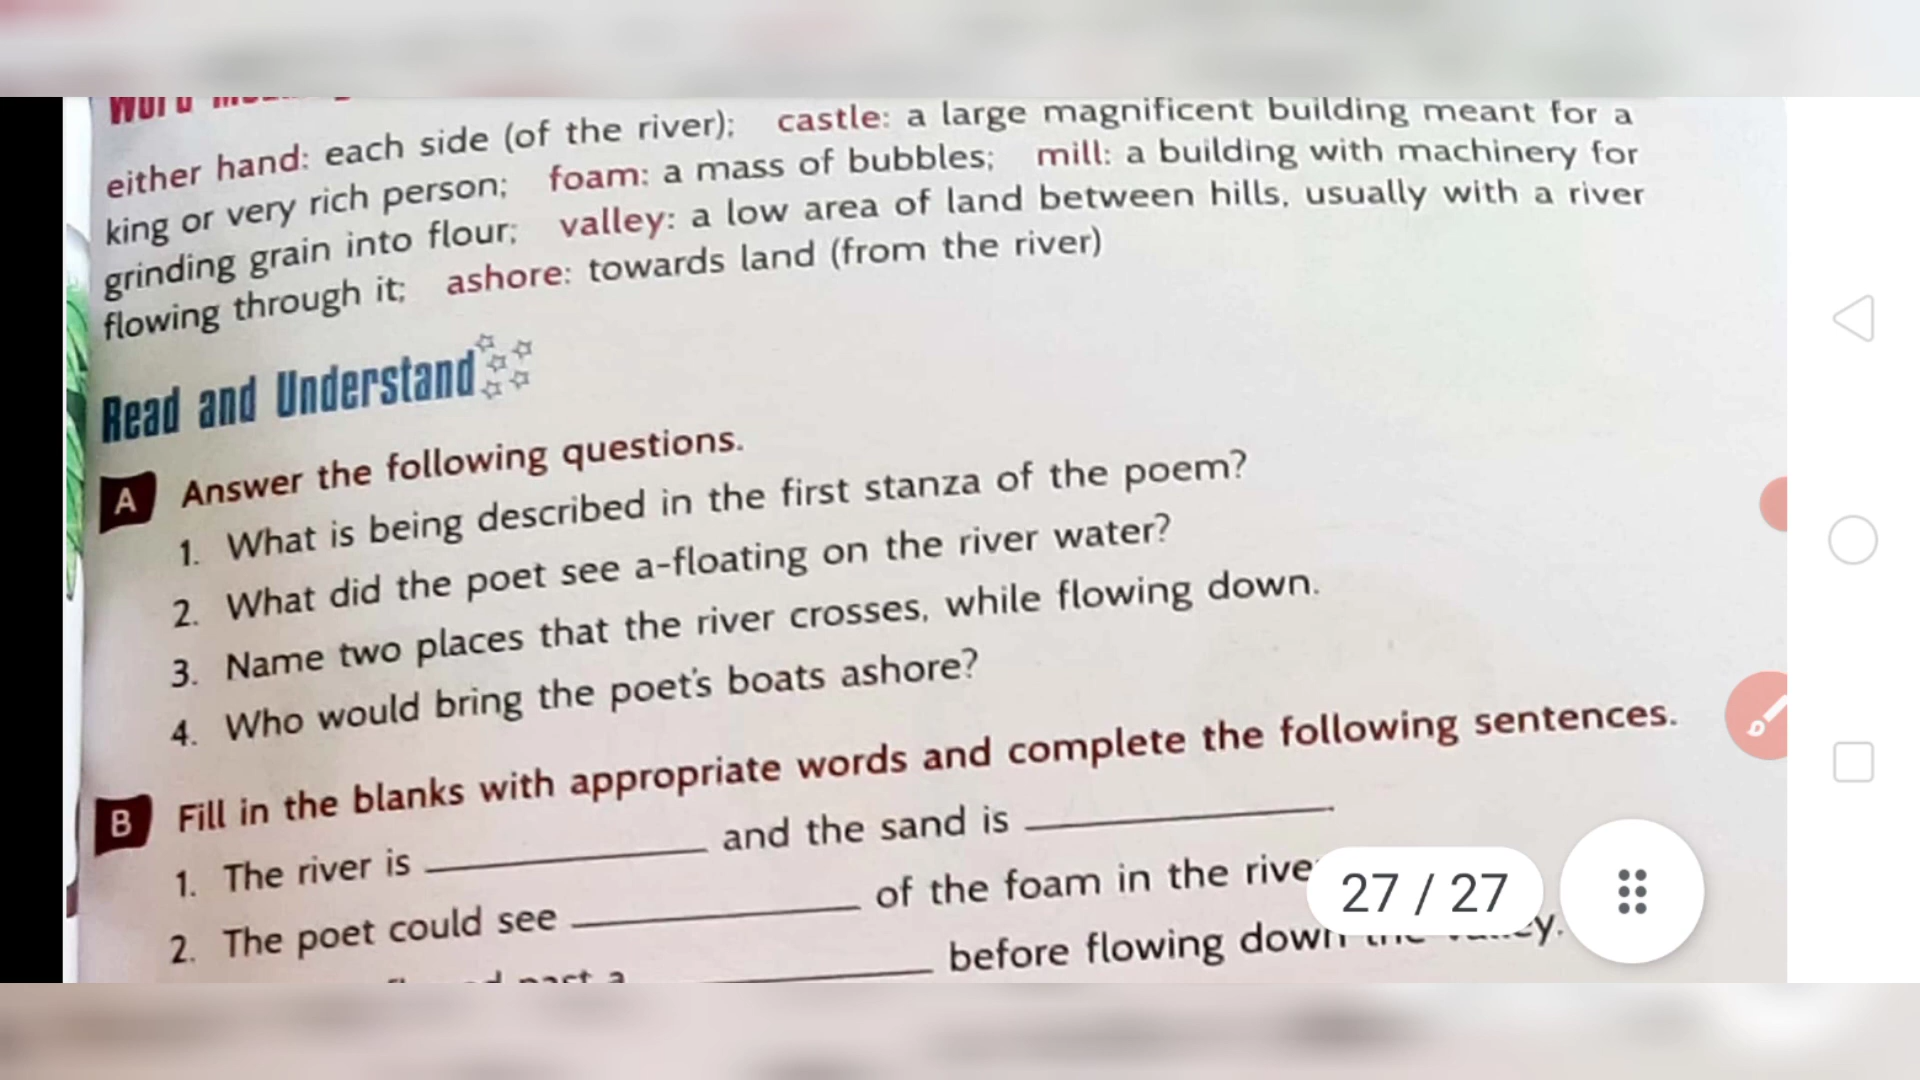 either hand: each side (of the river); castle: a large magnificent building meant for a
king or very rich person; foam: a mass of bubbles; mill: a building with machinery for
grinding grain into flour; valley: a low area of land between hills, usually with a river
flowing through it; ashore: towards land (from the river)
Read and Understand
A Answer the following questions.
1. What is being described in the first stanza of the poem?
2. What did the poet see a-floating on the river water?
3. Name two places that the river crosses, while flowing down.
4. Who would bring the poet's boats ashore?
B Fill in the blanks with appropriate words and complete the following sentences.
1. The river is __________ and the sand is __________
2. The poet could see __________ of the foam in the
27 / 27
past a __________ before flowing down